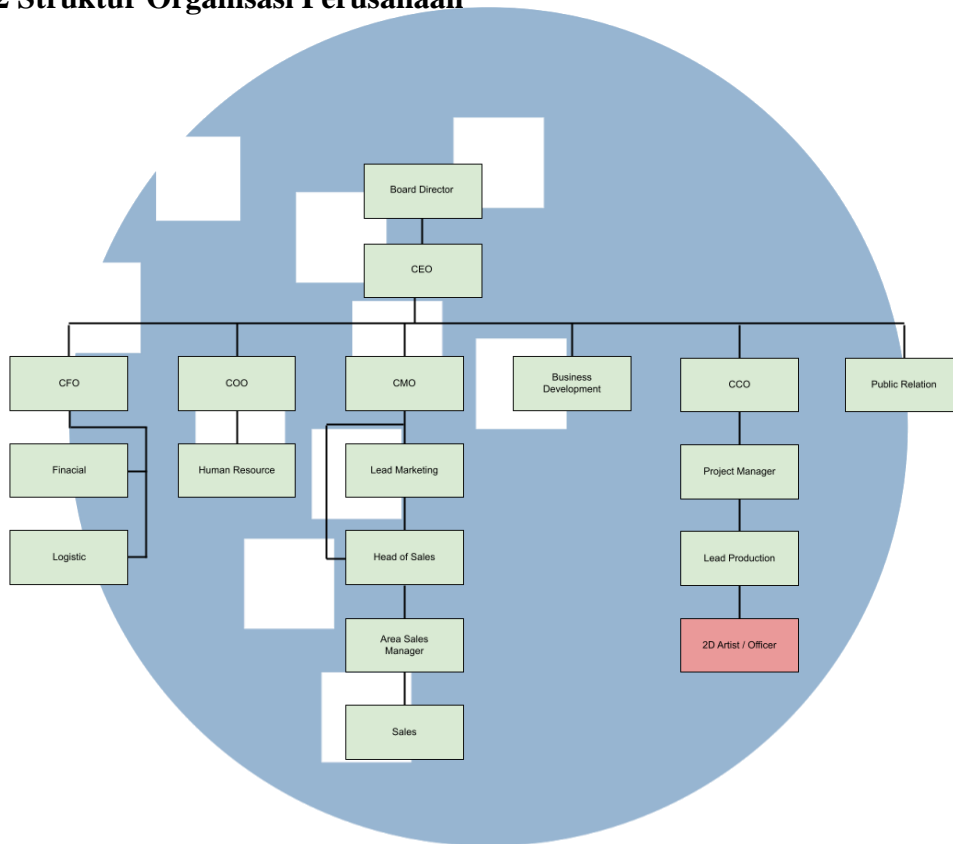 2 Struktur Organisasi Perusahaan
Board Director
CEO
CFO
COO
CMO
Business
Development
CCO
Public Relation
Finacial
Human Resource
Lead Marketing
Project Manager
Logistic
Head of Sales
Lead Production
Area Sales
Manager
2D Artist / Officer
Sales